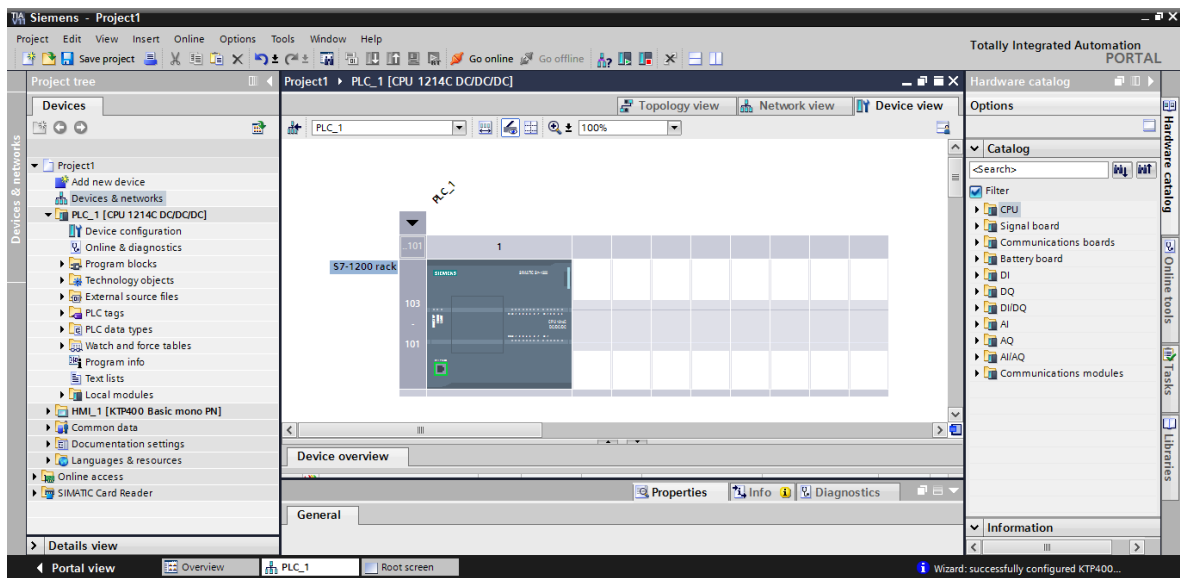 Siemens - Project1
Project Edit View Insert Online Options Tools Window Help
Totally Integrated Automation
PORTAL
Save project Go online Go offline
Project tree
Devices
Project1
Add new device
Devices & networks
PLC_1 [CPU 1214C DC/DC/DC]
Device configuration
Online & diagnostics
Program blocks
Technology objects
External source files
PLC tags
PLC data types
Watch and force tables
Program info
Text lists
Local modules
HMI_1 [KTP400 Basic mono PN]
Common data
Documentation settings
Languages & resources
Online access
SIMATIC Card Reader
Details view
Devices & networks
Project1 PLC_1 [CPU 1214C DC/DC/DC]
Topology view Network view Device view
PLC_1 100%
PLC_1
...101 1
S7-1200 rack
SIEMENS
103
-
101
Device overview
Properties Info Diagnostics
General
Hardware catalog
Options
Catalog
<Search>
Filter
CPU
Signal board
Communications boards
Battery board
DI
DQ
DI/DQ
AI
AQ
AI/AQ
Communications modules
Information
Hardware catalog
Online tools
Tasks
Libraries
Portal view Overview PLC_1 Root screen Wizard: successfully configured KTP400...